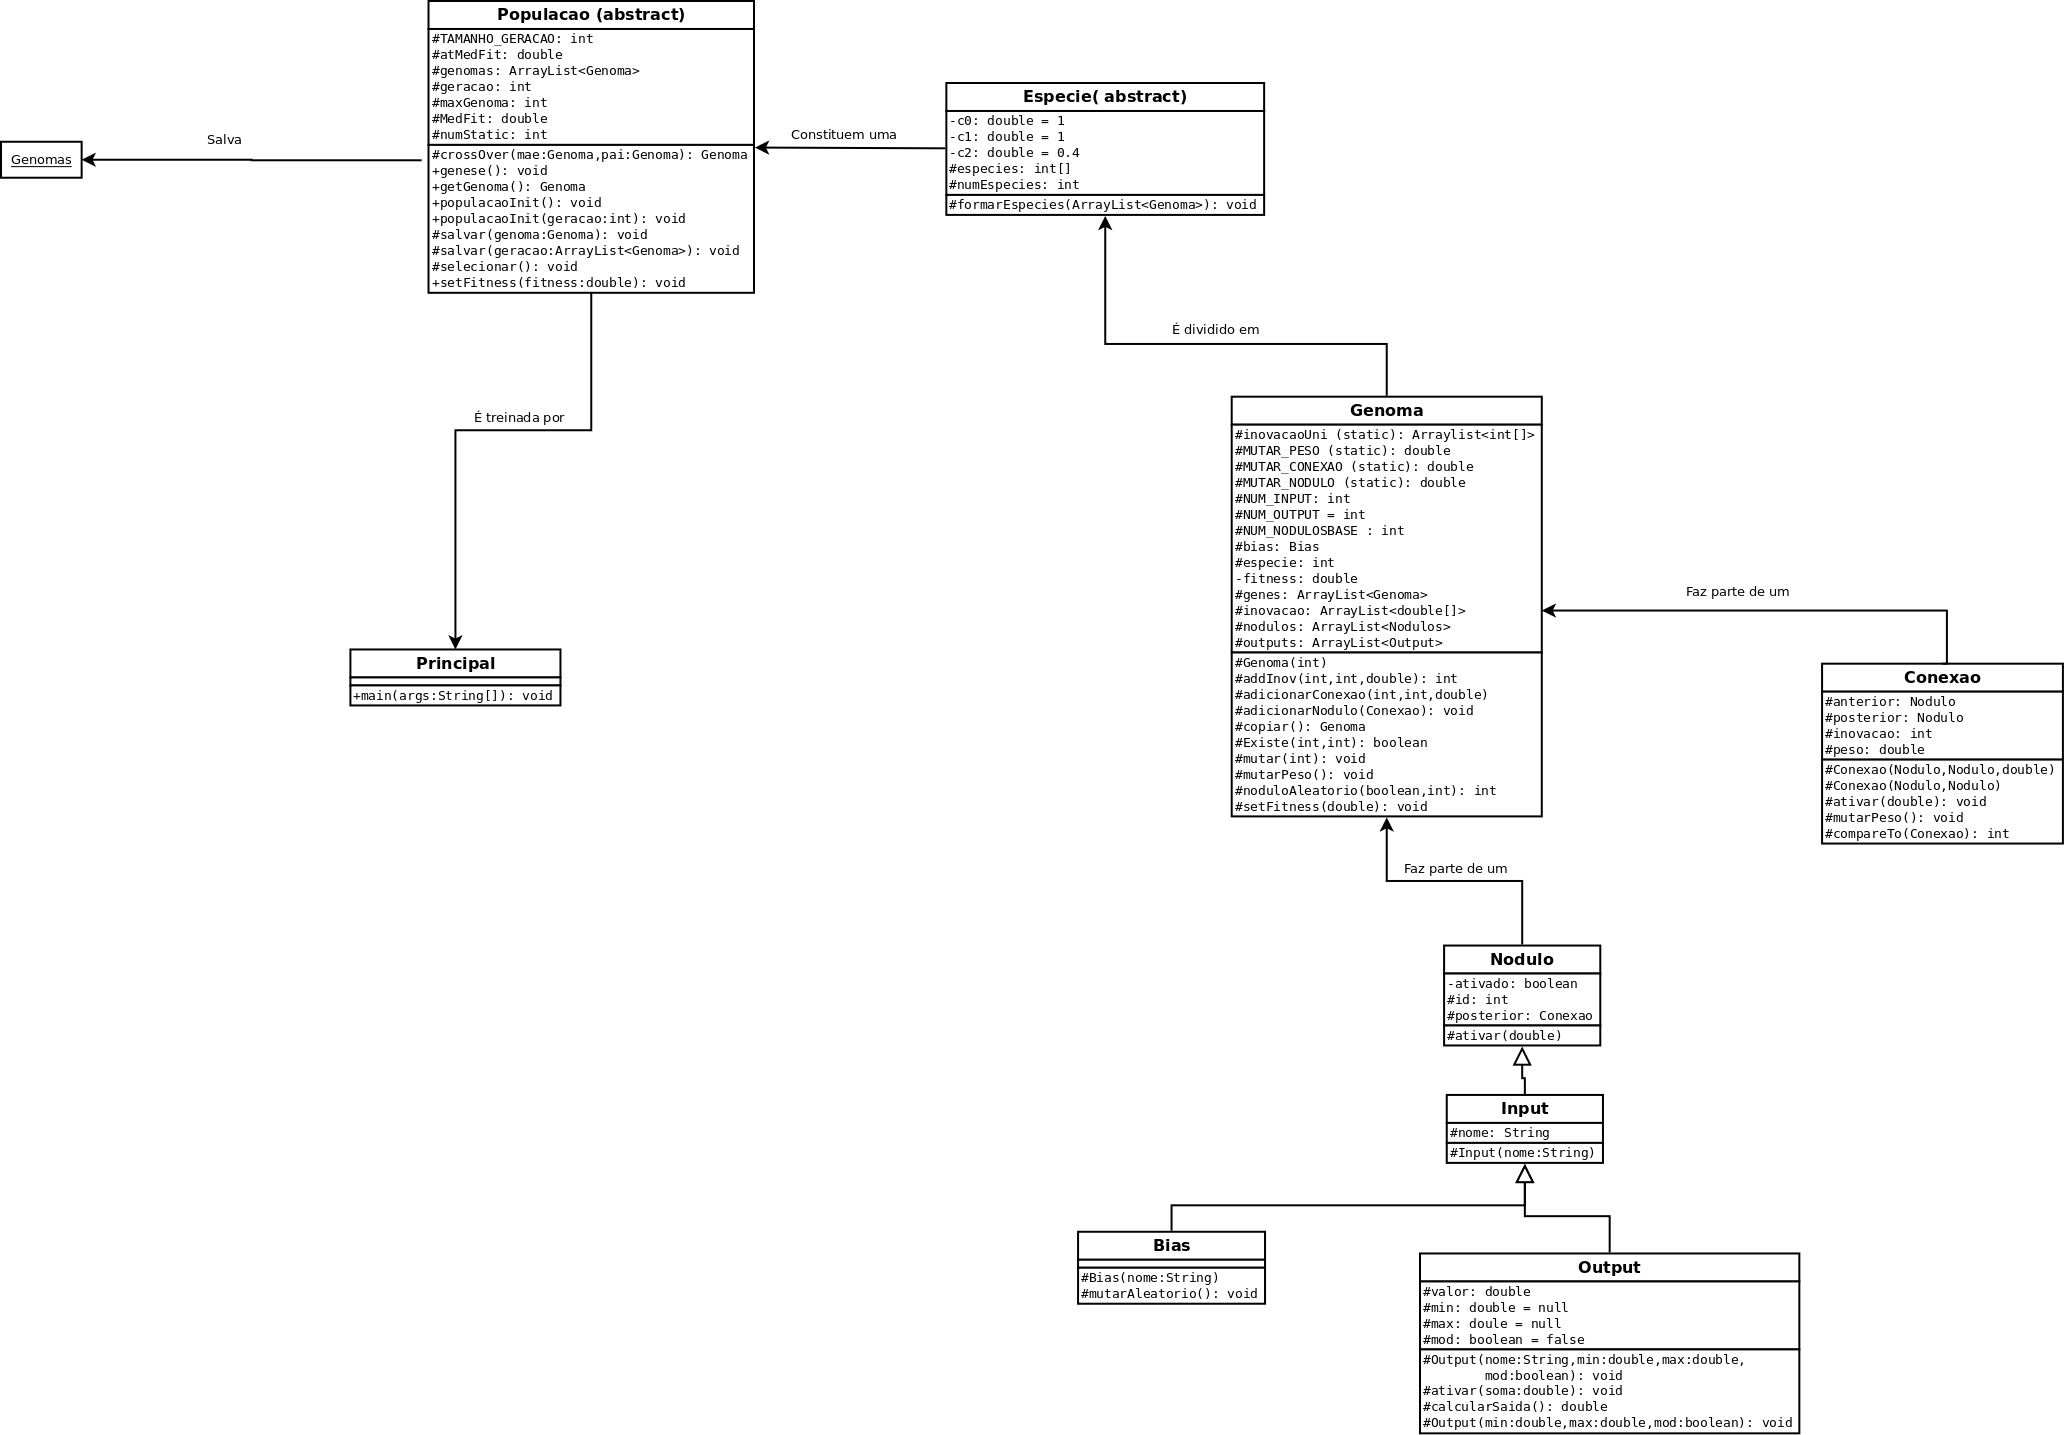 Populacao (abstract)
#TAMANHO_GERACAO: int
#atMedFit: double
#genomas: ArrayList<Genoma>
#geracao: int
#maxGenoma: int
#MedFit: double
#numStatic: int
#crossOver(mae:Genoma,pai:Genoma): Genoma
+genese(): void
+getGenoma(): Genoma
+populacaoInit(): void
+populacaoInit(geracao:int): void
#salvar(genoma:Genoma): void
#salvar(geracao:ArrayList<Genoma>): void
#selecionar(): void
+setFitness(fitness:double): void
Salva
Genomas
Constituem uma
Especie( abstract)
-c0: double = 1
-c1: double = 1
-c2: double = 0.4
#especies: int[]
#numEspecies: int
#formarEspecies(ArrayList<Genoma>): void
É dividido em
É treinada por
Principal
+main(args:String[]): void
Genoma
#inovacaoUni (static): Arraylist<int[]>
#MUTAR_PESO (static): double
#MUTAR_CONEXAO (static): double
#MUTAR_NODULO (static): double
#NUM_INPUT: int
#NUM_OUTPUT = int
#NUM_NODULOSBASE : int
#bias: Bias
#especie: int
-fitness: double
#genes: ArrayList<Genoma>
#inovacao: ArrayList<double[]>
#nodulos: ArrayList<Nodulos>
#outputs: ArrayList<Output>
#Genoma(int)
#addInov(int,int,double): int
#adicionarConexao(int,int,double)
#adicionarNodulo(Conexao): void
#copiar(): Genoma
#Existe(int,int): boolean
#mutar(int): void
#mutarPeso(): void
#noduloAleatorio(boolean,int): int
#setFitness(double): void
Faz parte de um
Conexao
#anterior: Nodulo
#posterior: Nodulo
#inovacao: int
#peso: double
#Conexao(Nodulo,Nodulo,double)
#Conexao(Nodulo,Nodulo)
#ativar(double): void
#mutarPeso(): void
#compareTo(Conexao): int
Faz parte de um
Nodulo
-ativado: boolean
#id: int
#posterior: Conexao
#ativar(double)
Input
#nome: String
#Input(nome:String)
Bias
#Bias(nome:String)
#mutarAleatorio(): void
Output
#valor: double
#min: double = null
#max: doule = null
#mod: boolean = false
#Output(nome:String,min:double,max:double,
mod:boolean): void
#ativar(soma:double): void
#calcularSaida(): double
#Output(min:double,max:double,mod:boolean): void